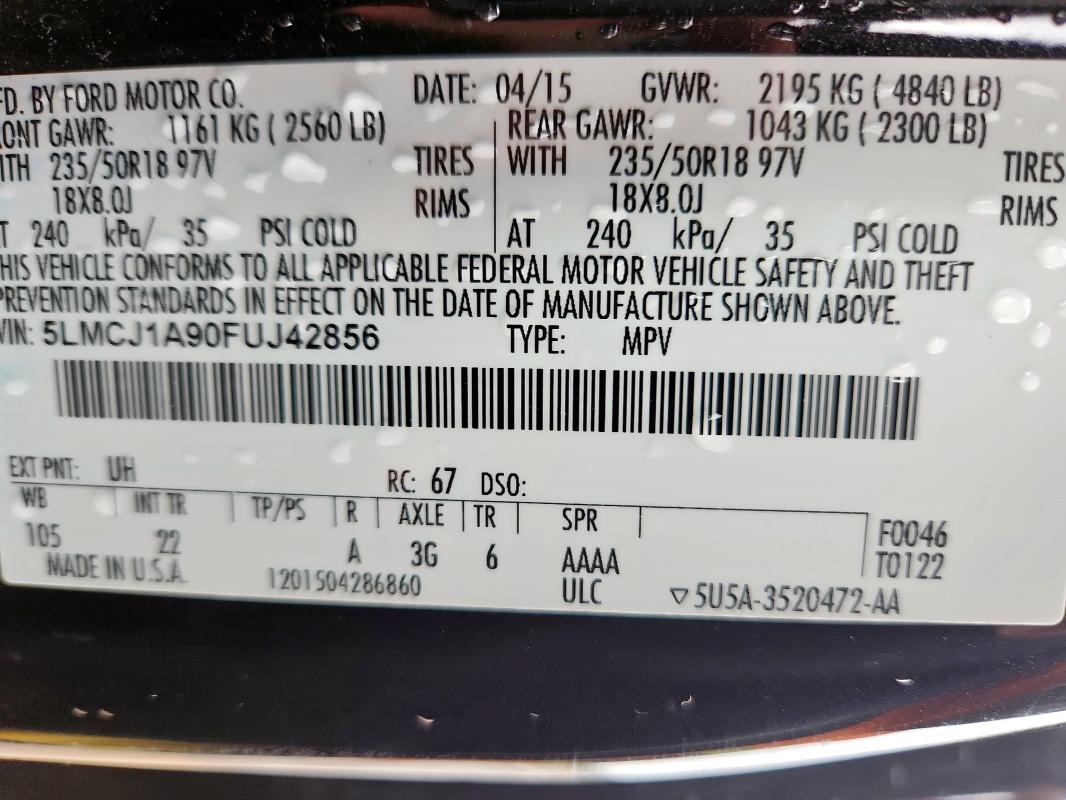 FD. BY FORD MOTOR CO. DATE: 04/15 GVWR: 2195 KG ( 4840 LB)
RONT GAWR: 1161 KG ( 2560 LB) REAR GAWR: 1043 KG ( 2300 LB)
ITH 235/50R18 97V TIRES WITH 235/50R18 97V TIRES
18X8.0J RIMS 18X8.0J RIMS
T 240 kPa/ 35 PSI COLD AT 240 kPa/ 35 PSI COLD
HIS VEHICLE CONFORMS TO ALL APPLICABLE FEDERAL MOTOR VEHICLE SAFETY AND THEFT
PREVENTION STANDARDS IN EFFECT ON THE DATE OF MANUFACTURE SHOWN ABOVE.
VIN: 5LMCJ1A90FUJ42856 TYPE: MPV
EXT PNT: UH RC: 67 DSO:
WB INT TR TP/PS R AXLE TR SPR
105 22 A 3G 6 AAAA F0046
T0122
MADE IN U.S.A. 1201504286860 ULC ▽5U5A-3520472-AA